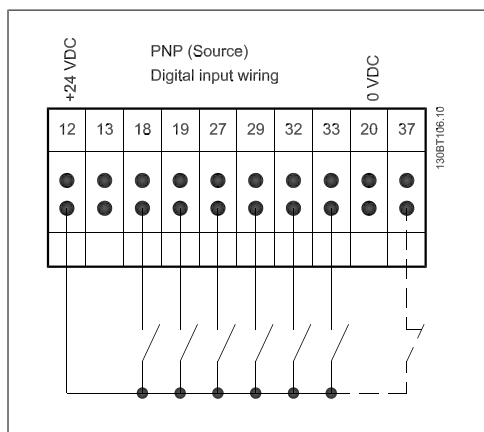 +24 VDC
PNP (Source)
Digital input wiring
0 VDC
12 13 18 19 27 29 32 33 20 37
130BT106.10